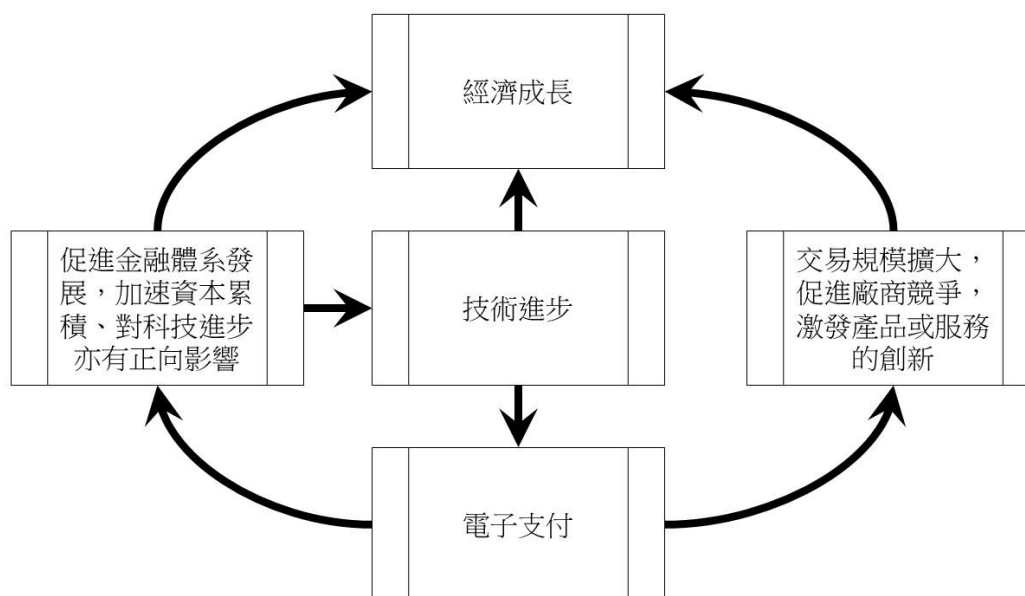 經濟成長
促進金融體系發
展，加速資本累
積、對科技進步
亦有正向影響
技術進步
交易規模擴大，
促進廠商競爭，
激發產品或服務
的創新
電子支付